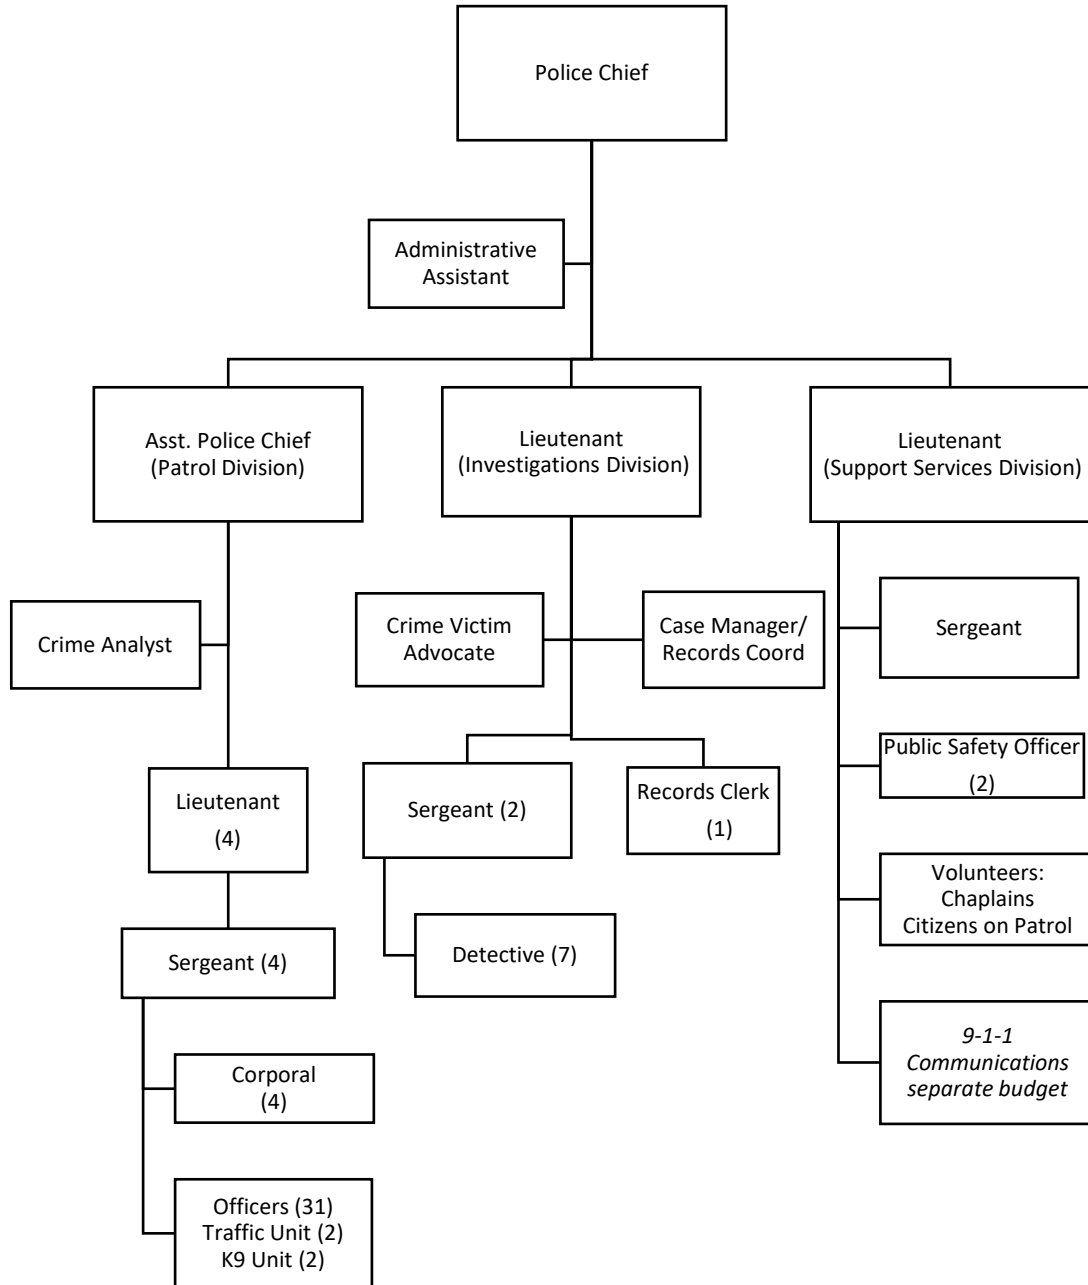 Police Chief
Administrative
Assistant
Asst. Police Chief
(Patrol Division)
Lieutenant
(Investigations Division)
Lieutenant
(Support Services Division)
Crime Analyst
Crime Victim
Advocate
Case Manager/
Records Coord
Sergeant
Public Safety Officer
(2)
Lieutenant
(4)
Sergeant (2)
Records Clerk
(1)
Volunteers:
Chaplains
Citizens on Patrol
Sergeant (4)
Detective (7)
9-1-1
Communications
separate budget
Corporal
(4)
Officers (31)
Traffic Unit (2)
K9 Unit (2)